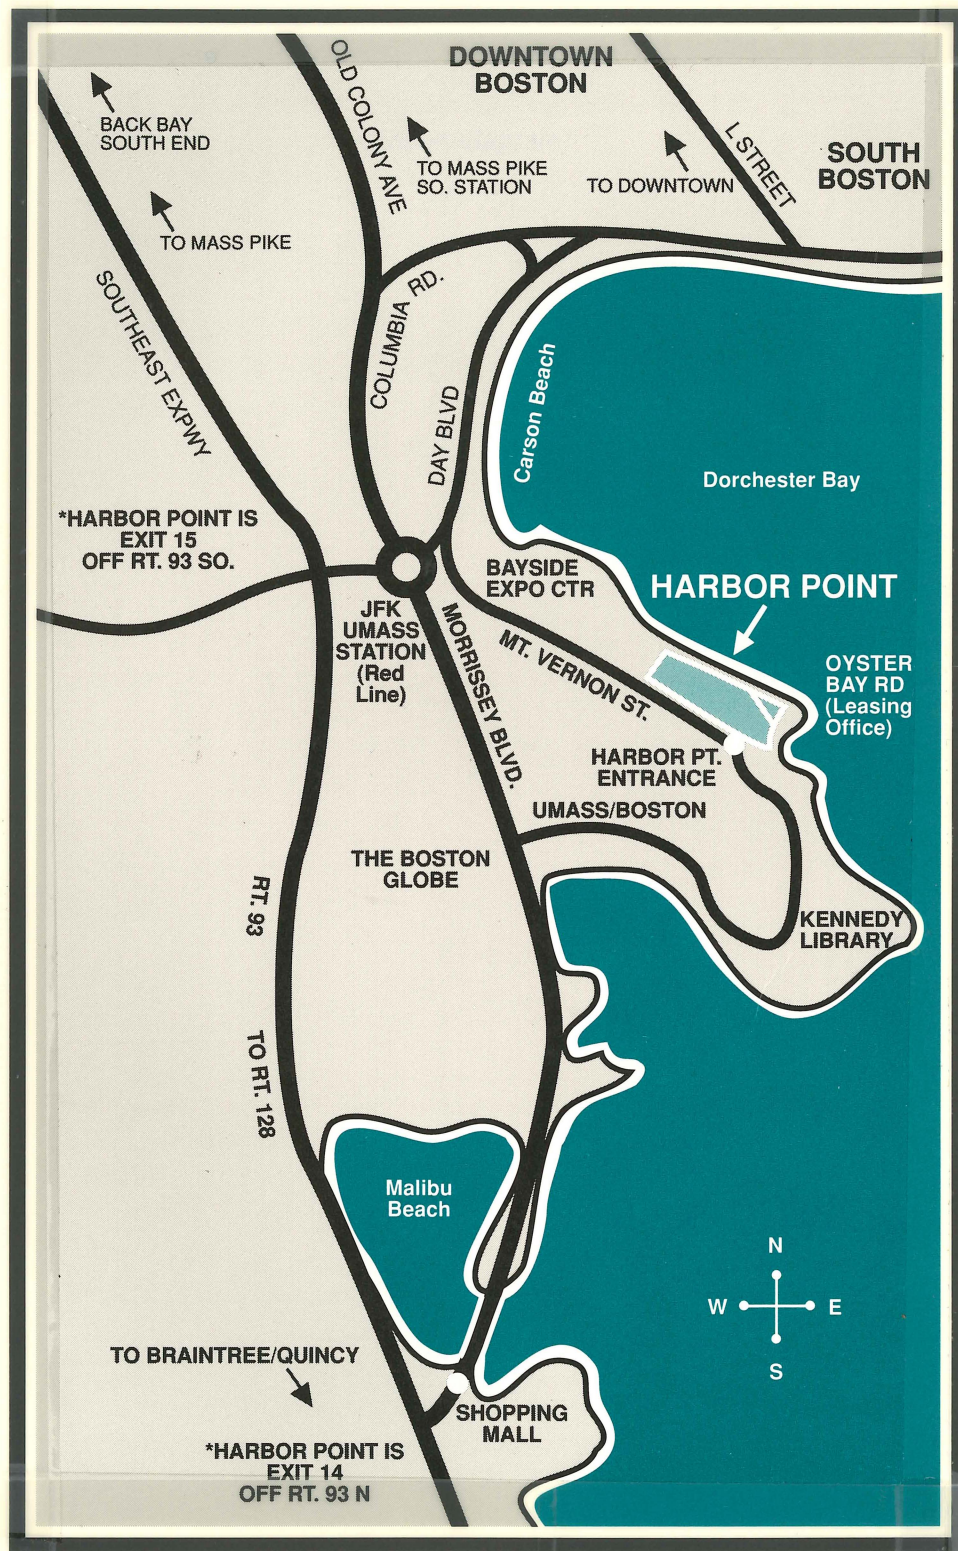 DOWNTOWN
BOSTON
OLD COLONY AVE
BACK BAY
SOUTH END
TO MASS PIKE
SO. STATION
TO DOWNTOWN
L STREET
SOUTH
BOSTON
TO MASS PIKE
SOUTHEAST EXPWY
COLUMBIA RD.
DAY BLVD
Carson Beach
Dorchester Bay
*HARBOR POINT IS
EXIT 15
OFF RT. 93 SO.
BAYSIDE
EXPO CTR
HARBOR POINT
JFK
UMASS
STATION
(Red
Line)
MORRISSEY BLVD.
MT. VERNON ST.
OYSTER
BAY RD
(Leasing
Office)
HARBOR PT.
ENTRANCE
UMASS/BOSTON
THE BOSTON
GLOBE
RT. 93
KENNEDY
LIBRARY
TO RT. 128
Malibu
Beach
N
W E
S
TO BRAINTREE/QUINCY
SHOPPING
MALL
*HARBOR POINT IS
EXIT 14
OFF RT. 93 N